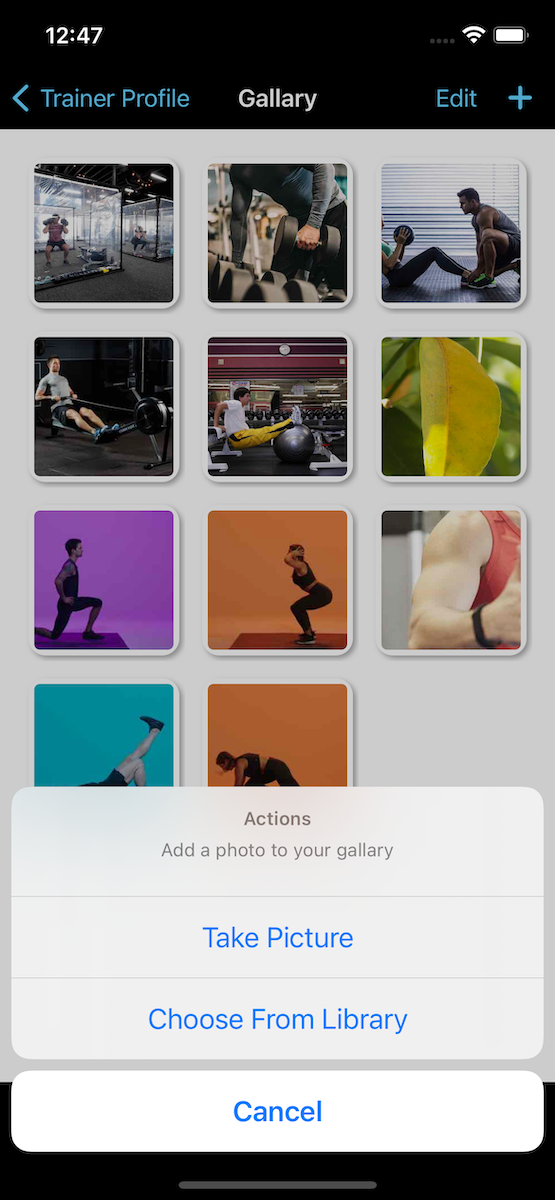 12:47
Trainer Profile Gallary Edit
Actions
Add a photo to your gallary
Take Picture
Choose From Library
Cancel